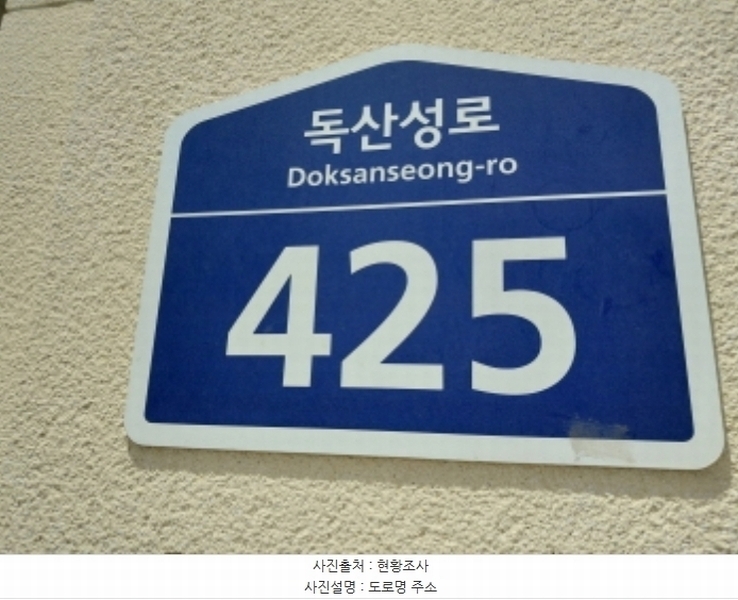 독산성로
Doksanseong-ro
425
사진출처 : 현황조사
사진설명 : 도로명 주소